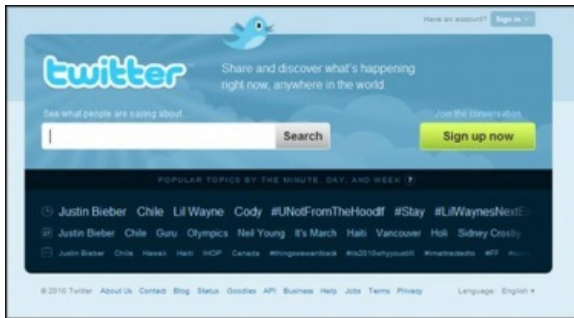 Have an account? Sign in
twitter
Share and discover what's happening
right now, anywhere in the world.
See what people are saying about...
Join the conversation
Search
Sign up now
POPULAR TOPICS BY THE MINUTE, DAY, AND WEEK ?
Justin Bieber Chile Lil Wayne Cody #UNotFromTheHoodIf #Stay #LilWaynesNextE
Justin Bieber Chile Guru Olympics Neil Young It's March Haiti Vancouver Holi Sidney Crosby
Justin Bieber Chile Hawaii Haiti IHOP Canada #thingswewantback #its2010whyyoustill #imattractedto #FF
© 2010 Twitter About Us Contact Blog Status Goodies API Business Help Jobs Terms Privacy Language: English